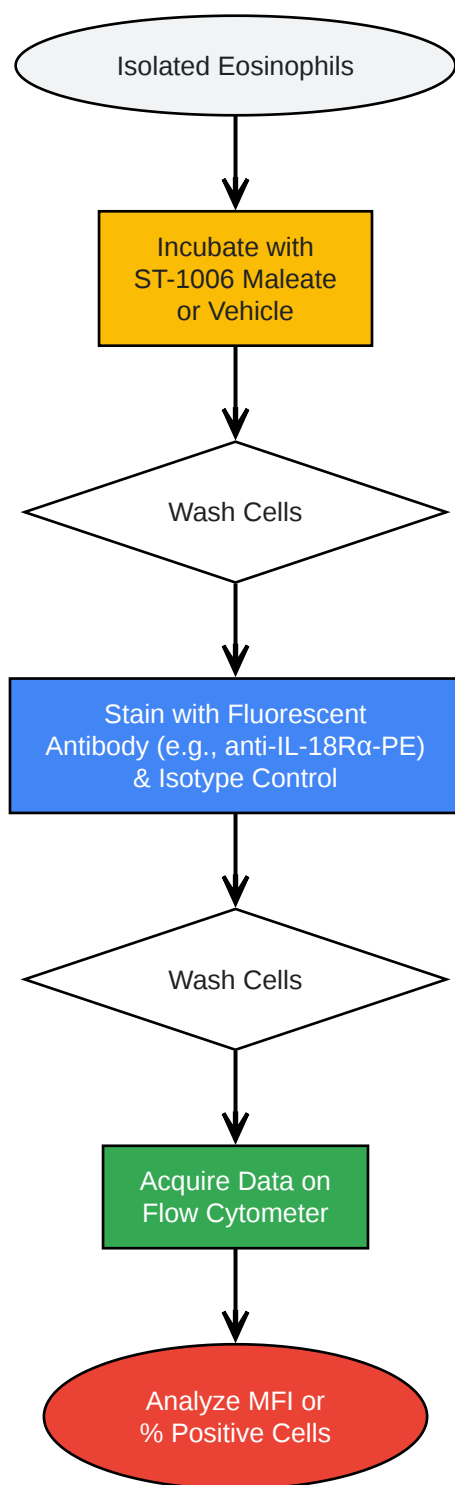 Isolated Eosinophils
Incubate with
ST-1006 Maleate
or Vehicle
Wash Cells
Stain with Fluorescent
Antibody (e.g., anti-IL-18Rα-PE)
& Isotype Control
Wash Cells
Acquire Data on
Flow Cytometer
Analyze MFI or
% Positive Cells